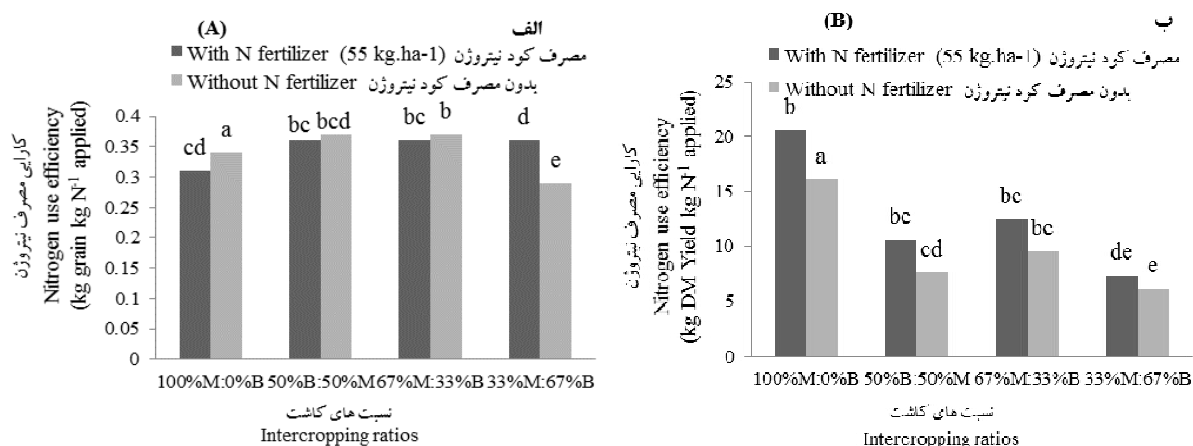 (A) الف
With N fertilizer (55 kg.ha-1) مصرف کود نیتروژن
Without N fertilizer بدون مصرف کود نیتروژن
کارایی مصرف نیتروژن
Nitrogen use efficiency
(kg grain kg N⁻¹ applied)
0.4
0.35
0.3
0.25
0.2
0.15
0.1
0.05
0
cd a bc bcd bc b d e
100%M:0%B 50%B:50%M 67%M:33%B 33%M:67%B
نسبت های کاشت
Intercropping ratios
(B) ب
With N fertilizer (55 kg.ha-1) مصرف کود نیتروژن
Without N fertilizer بدون مصرف کود نیتروژن
کارایی مصرف نیتروژن
Nitrogen use efficiency
(kg DM Yield kg N⁻¹ applied)
25
20
15
10
5
0
b a bc cd bc bc de e
100%M:0%B 50%B:50%M 67%M:33%B 33%M:67%B
نسبت های کاشت
Intercropping ratios